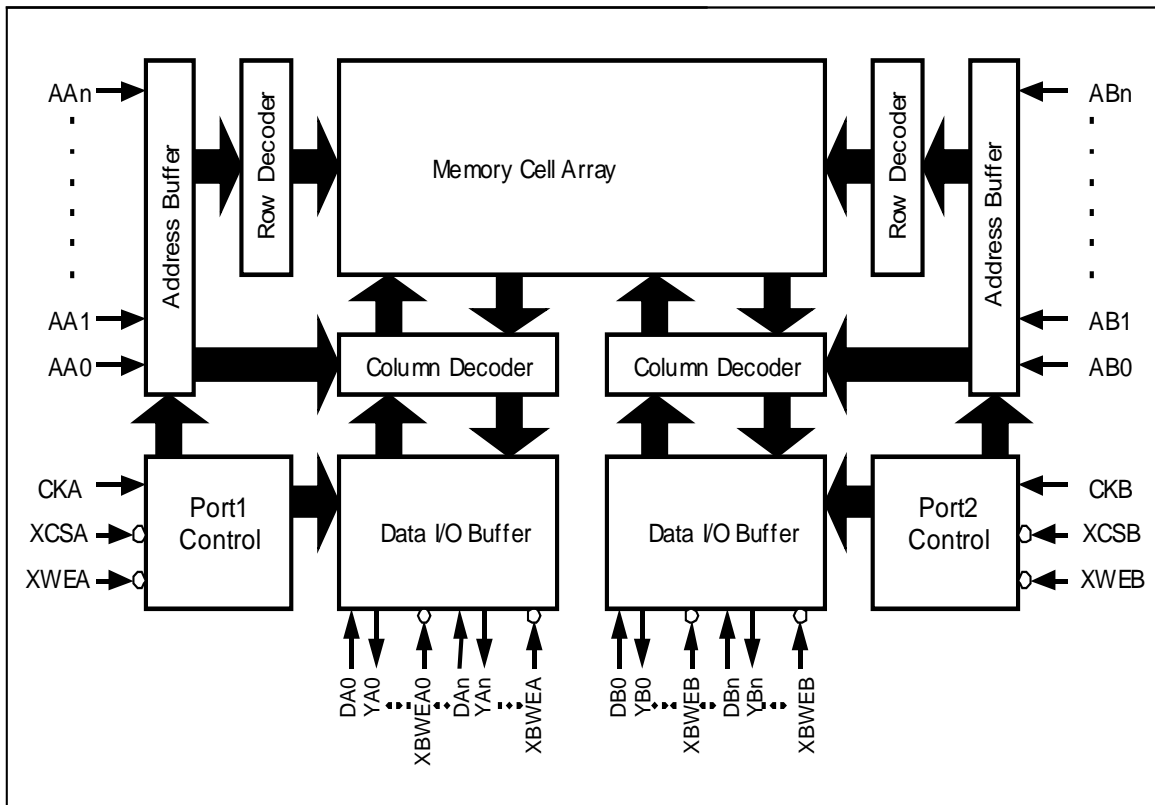 AAn
AA1
AA0
Address Buffer
Row Decoder
Memory Cell Array
Row Decoder
Address Buffer
ABn
AB1
AB0
Column Decoder
Column Decoder
CKA
XCSA
XWEA
Port1
Control
Data I/O Buffer
Data I/O Buffer
Port2
Control
CKB
XCSB
XWEB
DA0
YA0
XBWEA0
DAn
YAn
XBWEA
DB0
YB0
XBWEB
DBn
YBn
XBWEB